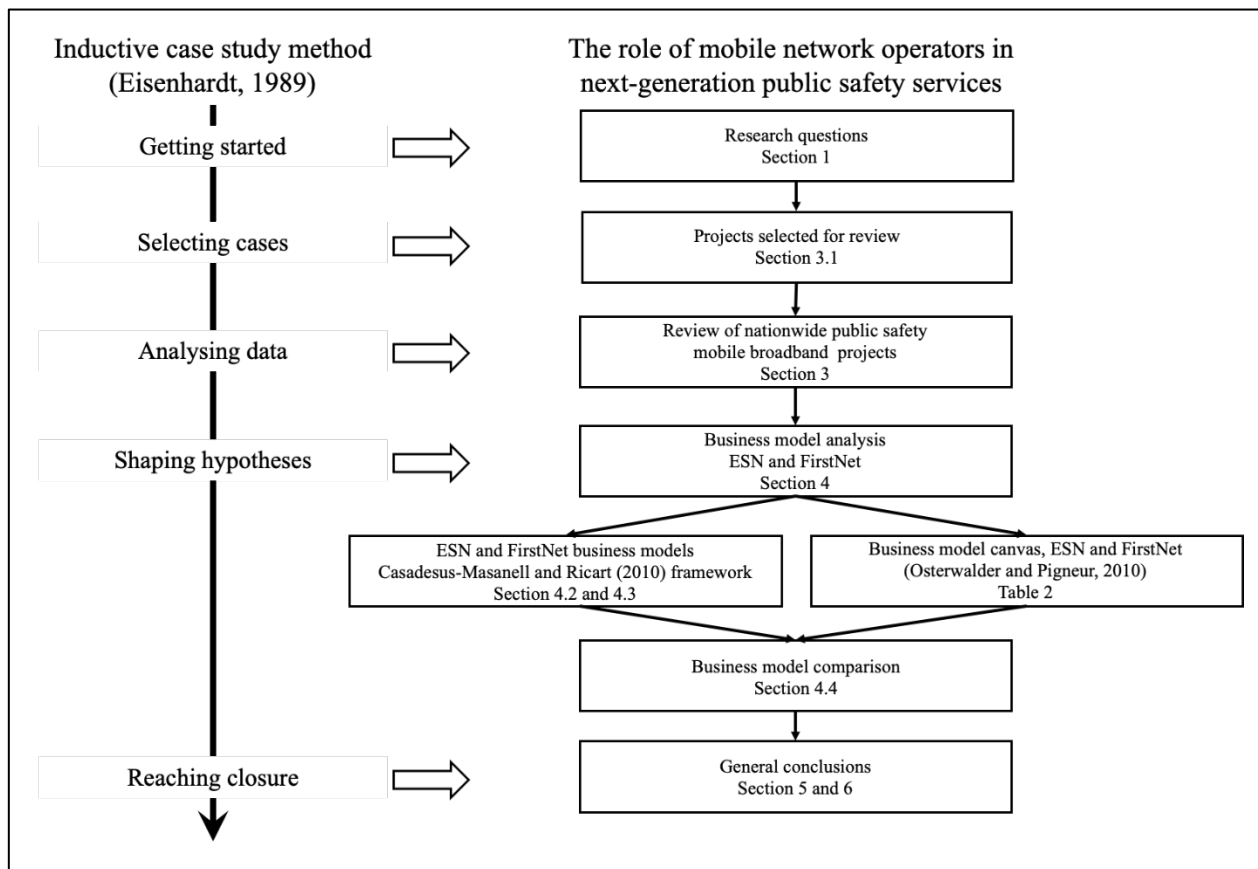 Inductive case study method
(Eisenhardt, 1989)
The role of mobile network operators in
next-generation public safety services
Getting started
Research questions
Section 1
Selecting cases
Projects selected for review
Section 3.1
Analysing data
Review of nationwide public safety
mobile broadband projects
Section 3
Shaping hypotheses
Business model analysis
ESN and FirstNet
Section 4
ESN and FirstNet business models
Casadesus-Masanell and Ricart (2010) framework
Section 4.2 and 4.3
Business model canvas, ESN and FirstNet
(Osterwalder and Pigneur, 2010)
Table 2
Business model comparison
Section 4.4
Reaching closure
General conclusions
Section 5 and 6